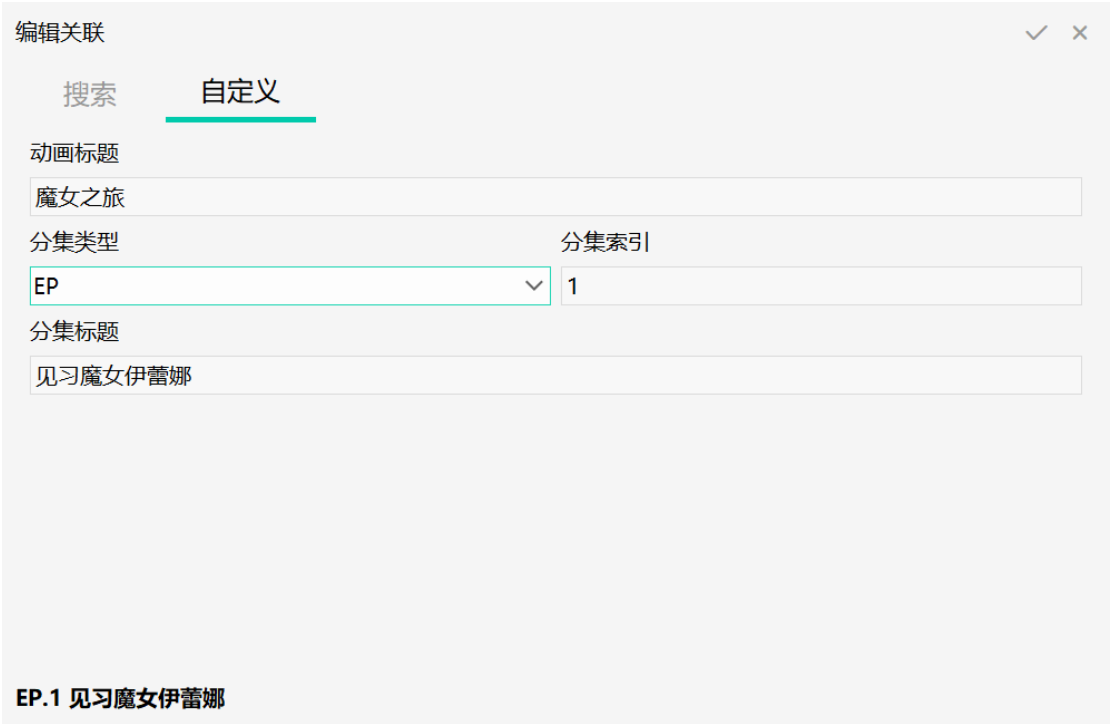 编辑关联
搜索 自定义
动画标题
魔女之旅
分集类型 分集索引
EP 1
分集标题
见习魔女伊蕾娜
EP.1 见习魔女伊蕾娜